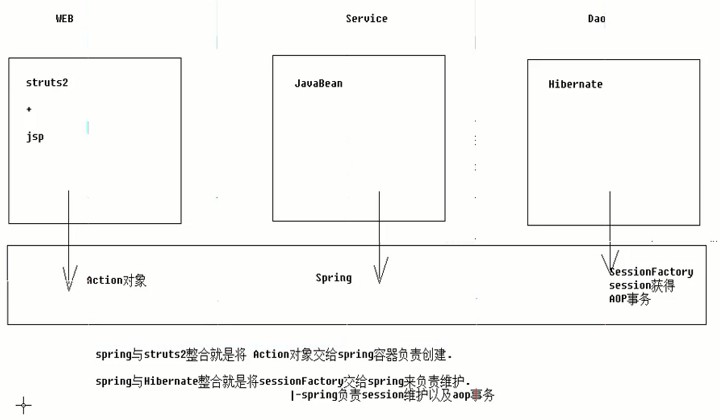 WEB
Service
Dao
struts2
+
jsp
JavaBean
Hibernate
Action对象
Spring
SessionFactory
session获得
AOP事务
spring与struts2整合就是将 Action对象交给spring容器负责创建.
spring与Hibernate整合就是将sessionFactory交给spring来负责维护.
|-spring负责session维护以及aop事务